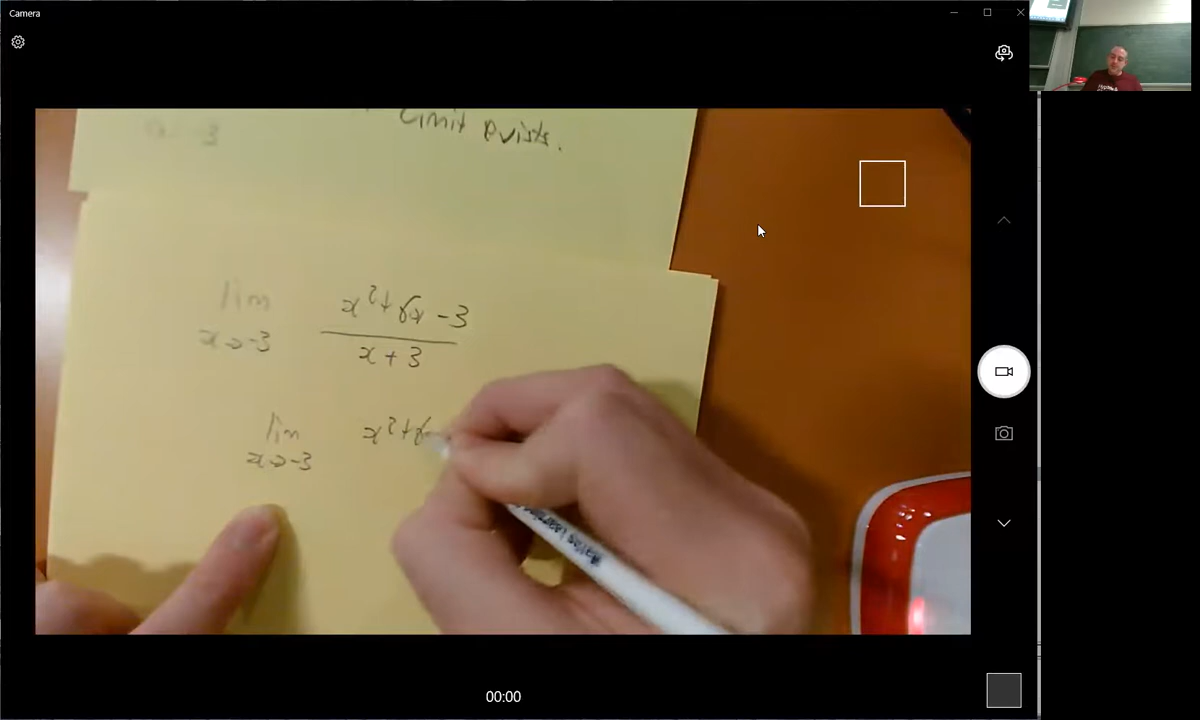 Camera
limit exists.
lim x²+6x-3
x→-3 x+3
lim x²+6
x→-3
00:00